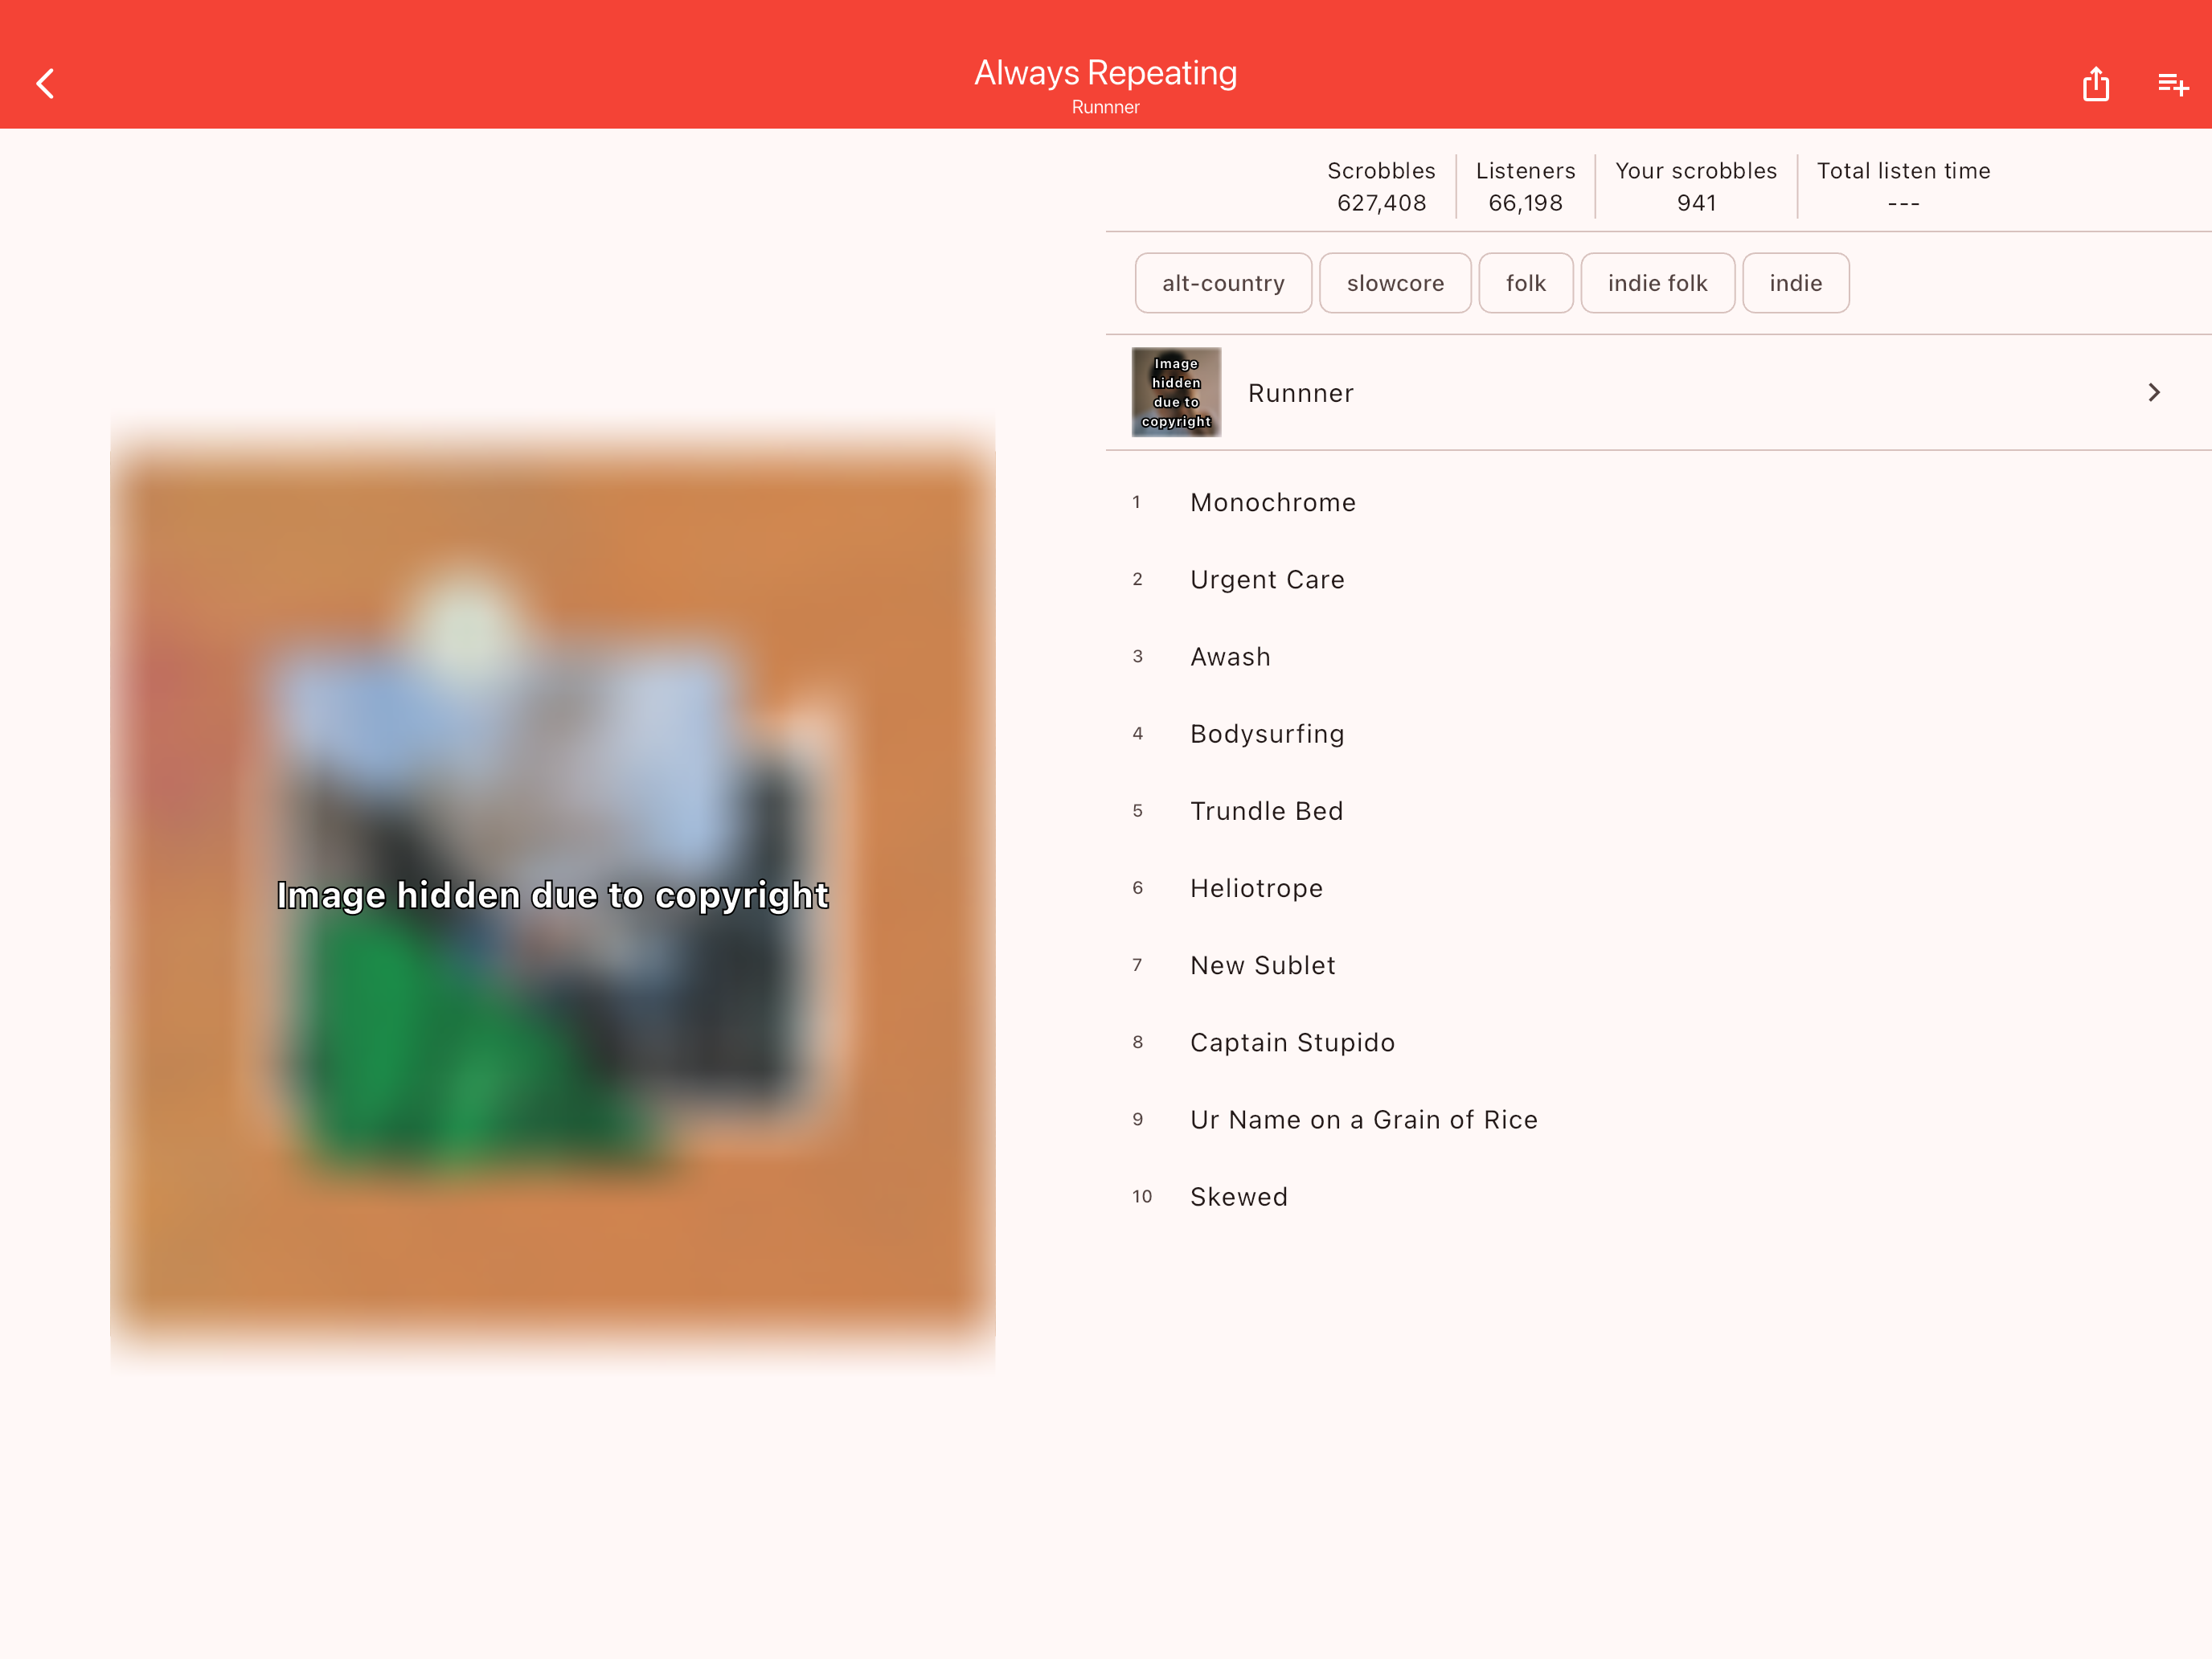 Always Repeating
Runnner
Scrobbles
627,408
Listeners
66,198
Your scrobbles
941
Total listen time
---
alt-country
slowcore
folk
indie folk
indie
Image
hidden
due to
copyright
Runnner
Image hidden due to copyright
1 Monochrome
2 Urgent Care
3 Awash
4 Bodysurfing
5 Trundle Bed
6 Heliotrope
7 New Sublet
8 Captain Stupido
9 Ur Name on a Grain of Rice
10 Skewed